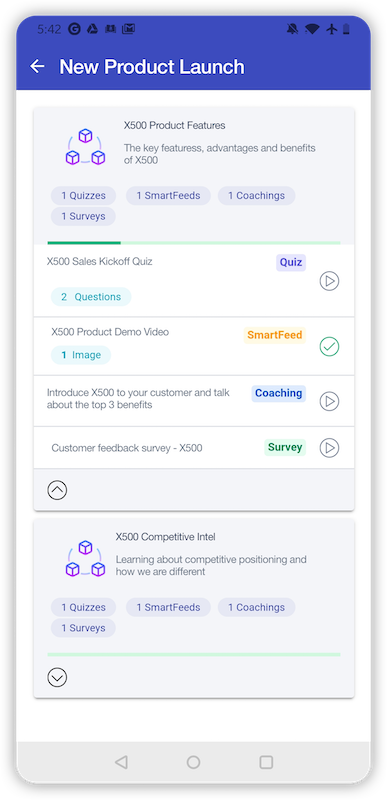 5:42
New Product Launch
X500 Product Features
The key featuress, advantages and benefits
of X500
1 Quizzes
1 SmartFeeds
1 Coachings
1 Surveys
X500 Sales Kickoff Quiz
Quiz
2 Questions
X500 Product Demo Video
SmartFeed
1 Image
Introduce X500 to your customer and talk
about the top 3 benefits
Coaching
Customer feedback survey - X500
Survey
X500 Competitive Intel
Learning about competitive positioning and
how we are different
1 Quizzes
1 SmartFeeds
1 Coachings
1 Surveys